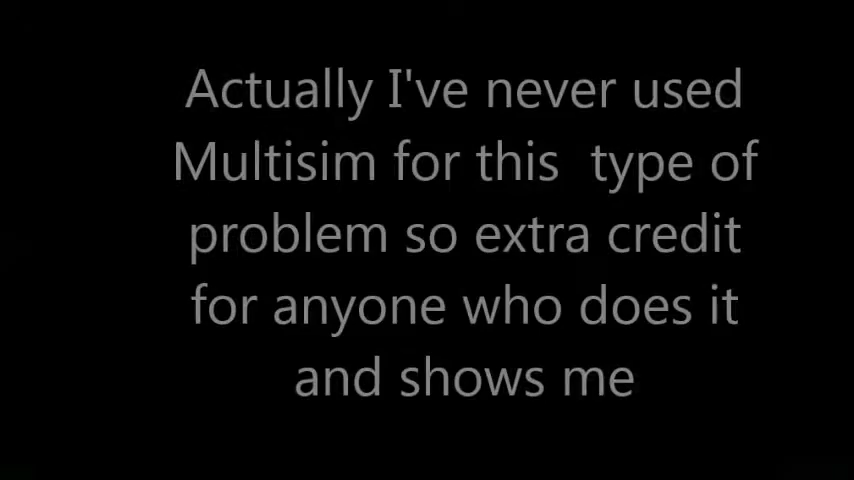 Actually I've never used
Multisim for this  type of
problem so extra credit
for anyone who does it
and shows me